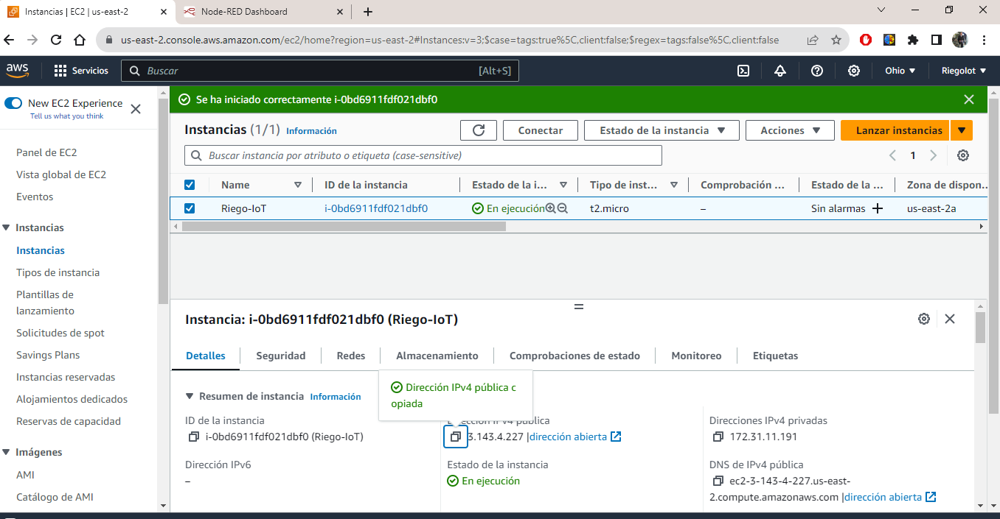 Instancias | EC2 | us-east-2
Node-RED Dashboard
us-east-2.console.aws.amazon.com/ec2/home?region=us-east-2#Instances:v=3;$case=tags:true%5C,client:false;$regex=tags:false%5C,client:false
aws
Servicios
Buscar
[Alt+S]
Ohio
Riegolot
New EC2 Experience
Tell us what you think
Panel de EC2
Vista global de EC2
Eventos
Instancias
Instancias
Tipos de instancia
Plantillas de
lanzamiento
Solicitudes de spot
Savings Plans
Instancias reservadas
Alojamientos dedicados
Reservas de capacidad
Imágenes
AMI
Catálogo de AMI
Se ha iniciado correctamente i-0bd6911fdf021dbf0
Instancias (1/1) Información
Conectar
Estado de la instancia
Acciones
Lanzar instancias
Buscar instancia por atributo o etiqueta (case-sensitive)
1
Name ID de la instancia Estado de la i... Tipo de inst... Comprobación ... Estado de la ... Zona de dispon...
Riego-IoT i-0bd6911fdf021dbf0 En ejecución t2.micro – Sin alarmas us-east-2a
Instancia: i-0bd6911fdf021dbf0 (Riego-IoT)
Detalles Seguridad Redes Almacenamiento Comprobaciones de estado Monitoreo Etiquetas
Dirección IPv4 pública c
opiada
Resumen de instancia Información
ID de la instancia
i-0bd6911fdf021dbf0 (Riego-IoT)
Dirección IPv4 pública
3.143.4.227 |dirección abierta
Direcciones IPv4 privadas
172.31.11.191
Dirección IPv6
–
Estado de la instancia
En ejecución
DNS de IPv4 pública
ec2-3-143-4-227.us-east-
2.compute.amazonaws.com |dirección abierta